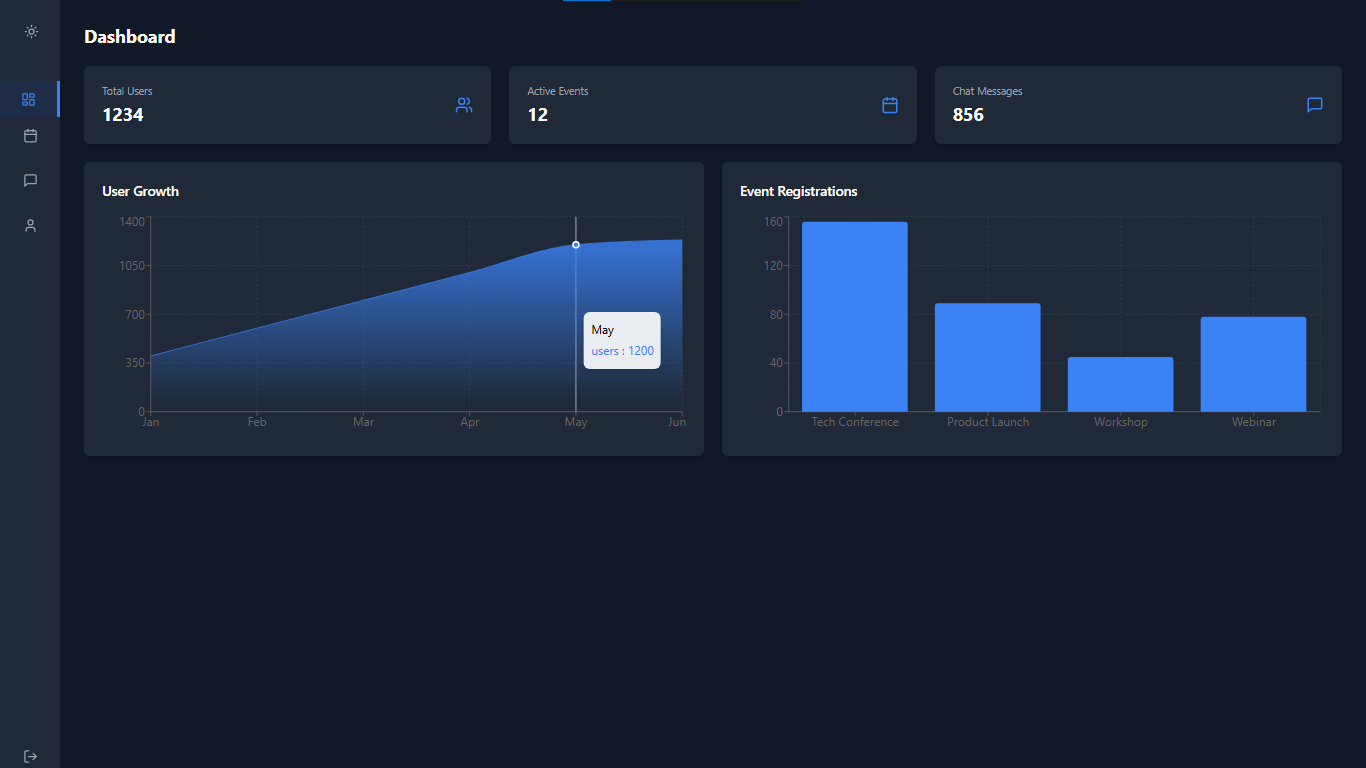 Dashboard
Total Users
1234
Active Events
12
Chat Messages
856
User Growth
1400
1050
700
350
0
Jan Feb Mar Apr May Jun
May
users : 1200
Event Registrations
160
120
80
40
0
Tech Conference Product Launch Workshop Webinar